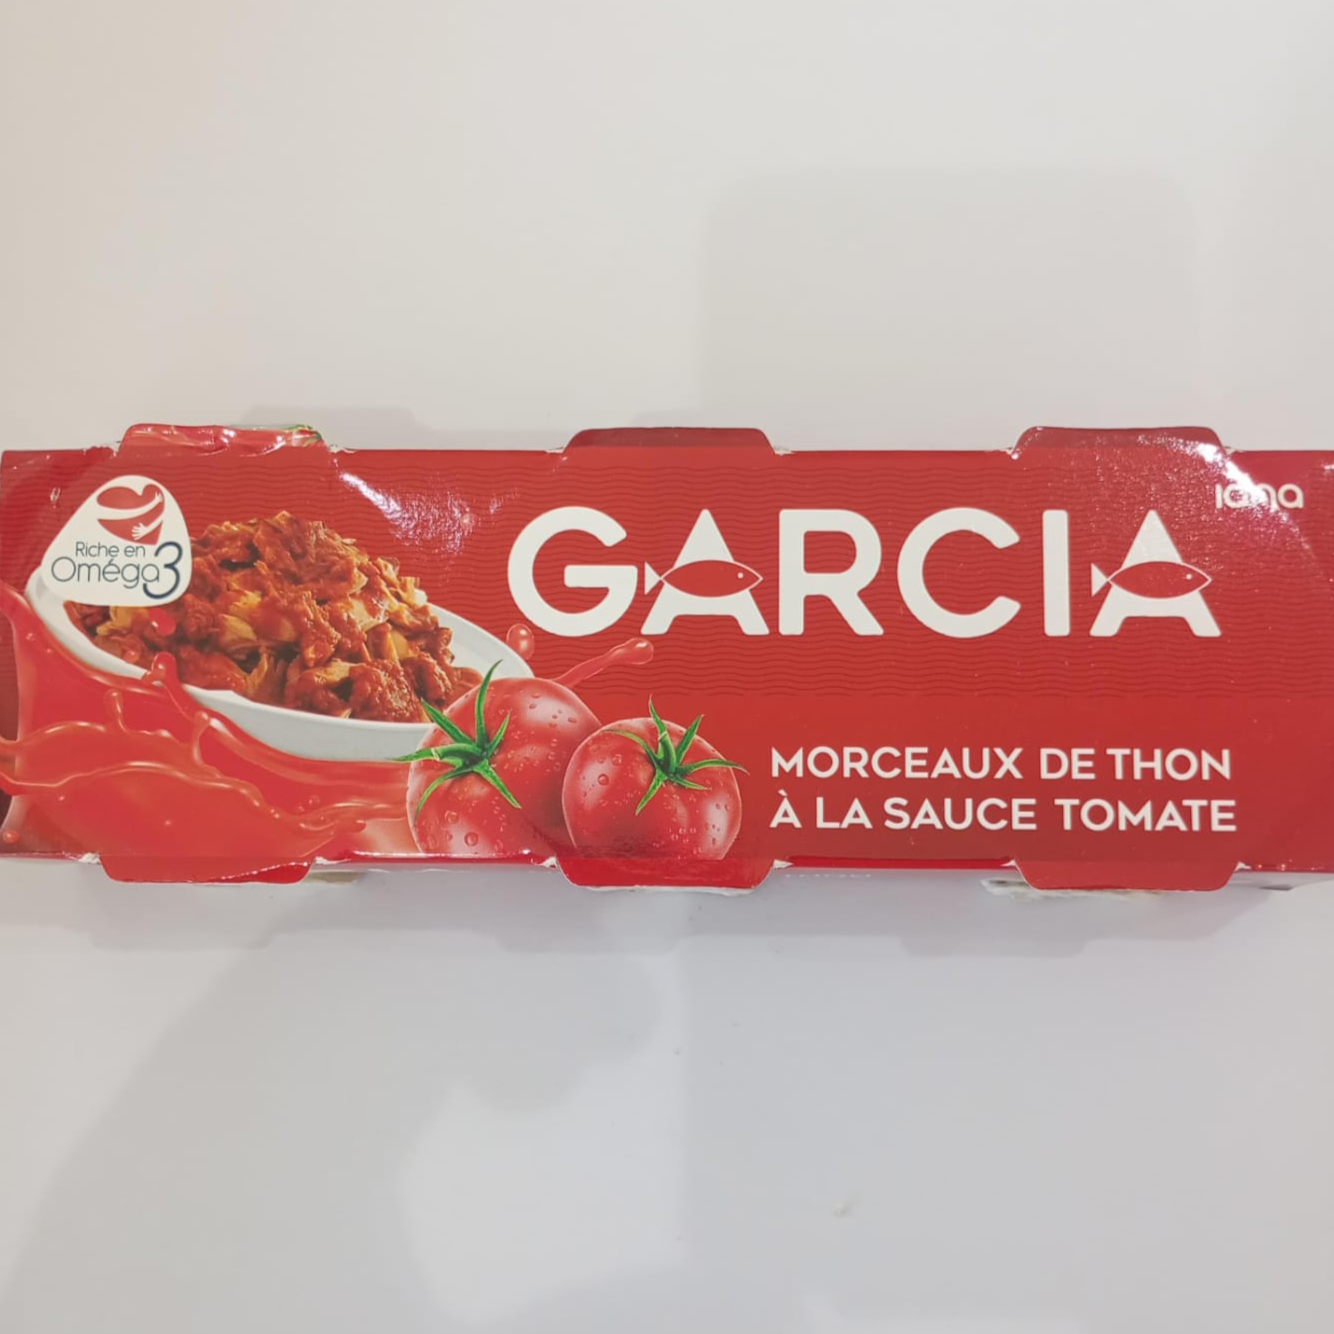 Riche en
Oméga3
GARCIA
MORCEAUX DE THON
À LA SAUCE TOMATE